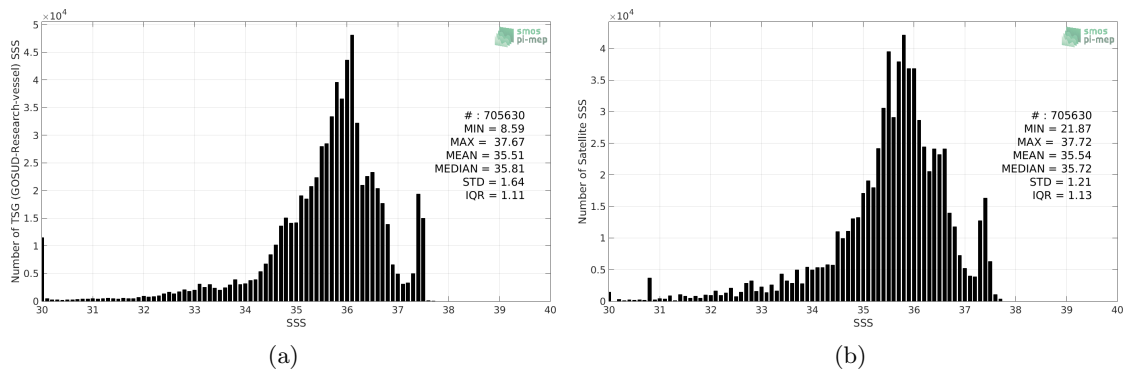 ×10⁴
5
4.5
4
3.5
3
2.5
2
1.5
1
0.5
0
Number of TSG (GOSUD-Research-vessel) SSS
30 31 32 33 34 35 36 37 38 39 40
SSS
smos
pi-mep
# : 705630
MIN = 8.59
MAX = 37.67
MEAN = 35.51
MEDIAN = 35.81
STD = 1.64
IQR = 1.11
(a)
×10⁴
4
3.5
3
2.5
2
1.5
1
0.5
0
Number of Satellite SSS
30 31 32 33 34 35 36 37 38 39 40
SSS
smos
pi-mep
# : 705630
MIN = 21.87
MAX = 37.72
MEAN = 35.54
MEDIAN = 35.72
STD = 1.21
IQR = 1.13
(b)